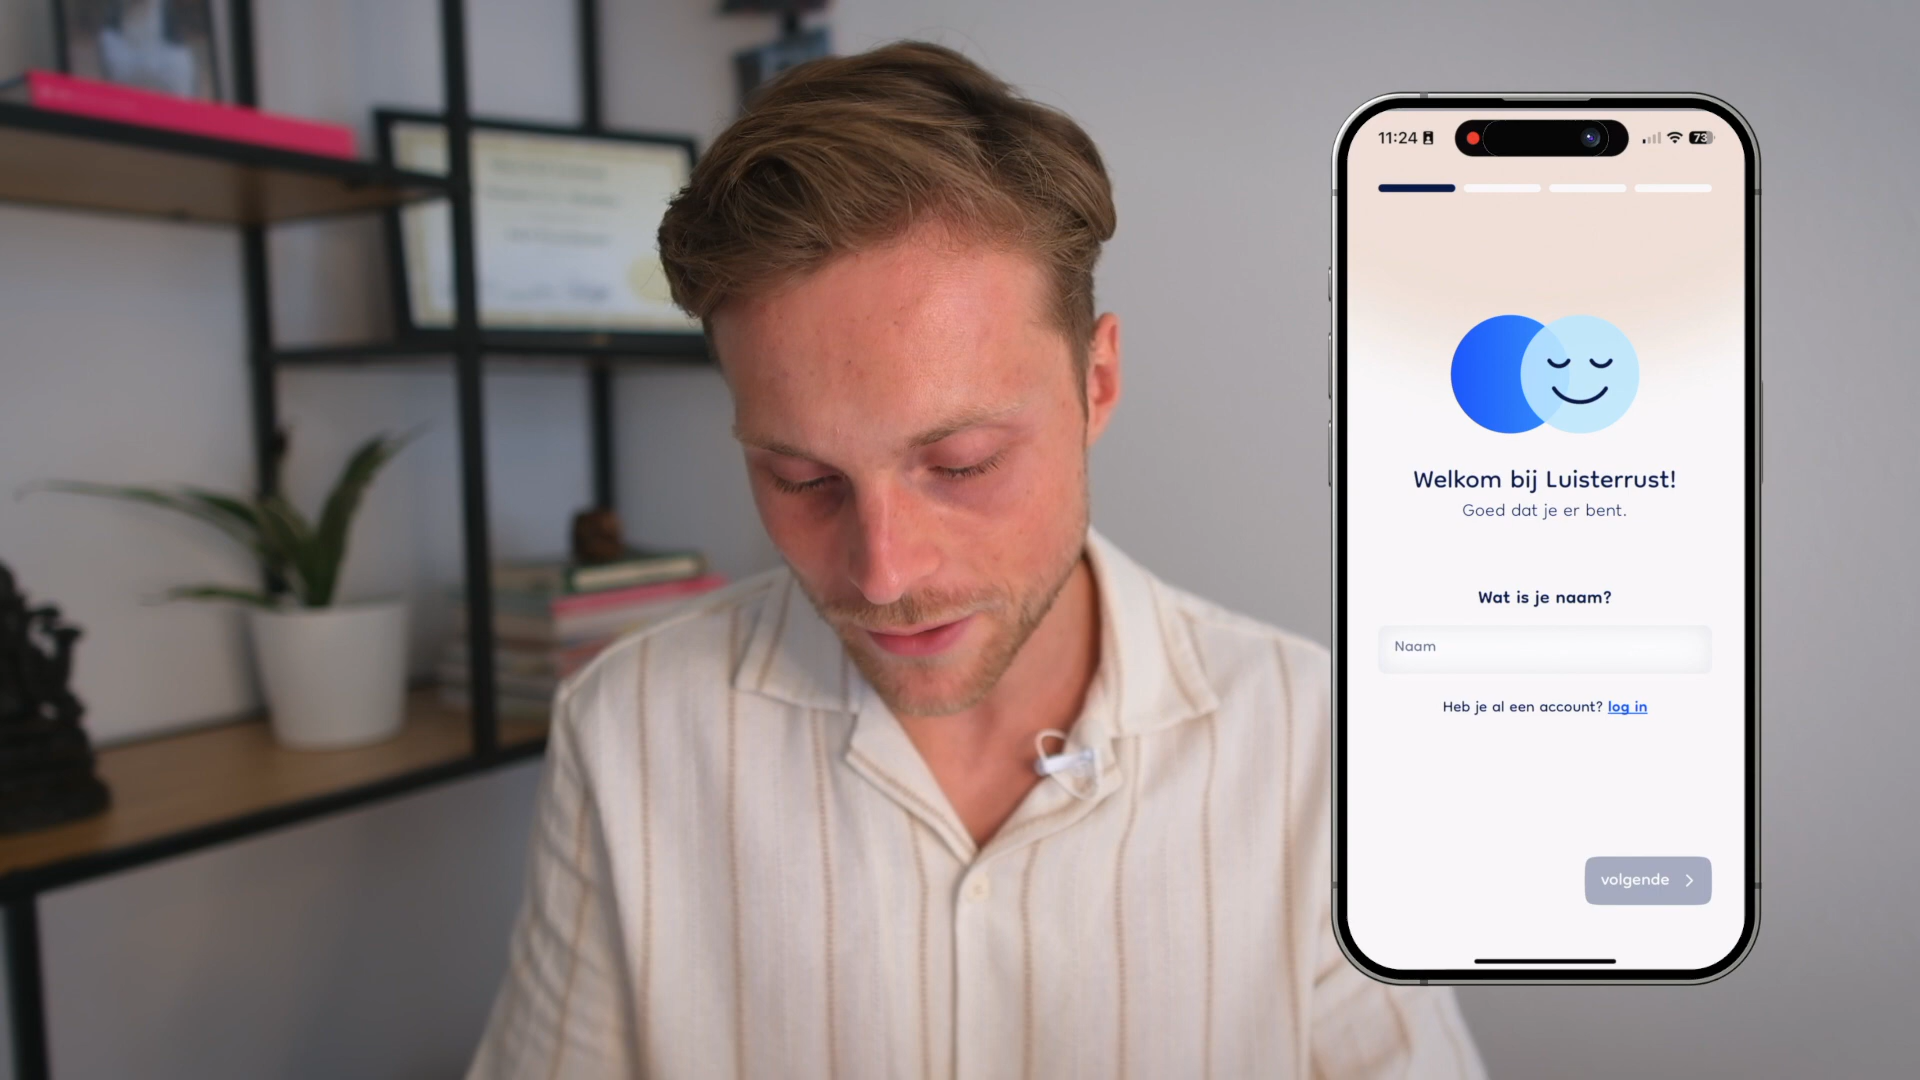 11:24
73
Welkom bij Luisterrust!
Goed dat je er bent.
Wat is je naam?
Naam
Heb je al een account? log in
volgende